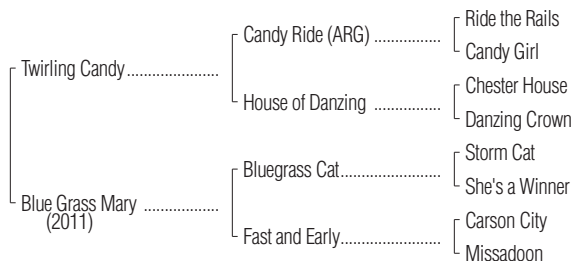 Ride the Rails
Candy Ride (ARG) ..................
Candy Girl
Twirling Candy.......................
Chester House
House of Danzing ..................
Danzing Crown
Storm Cat
Bluegrass Cat...........................
She's a Winner
Blue Grass Mary ...................
(2011)
Carson City
Fast and Early...........................
Missadoon